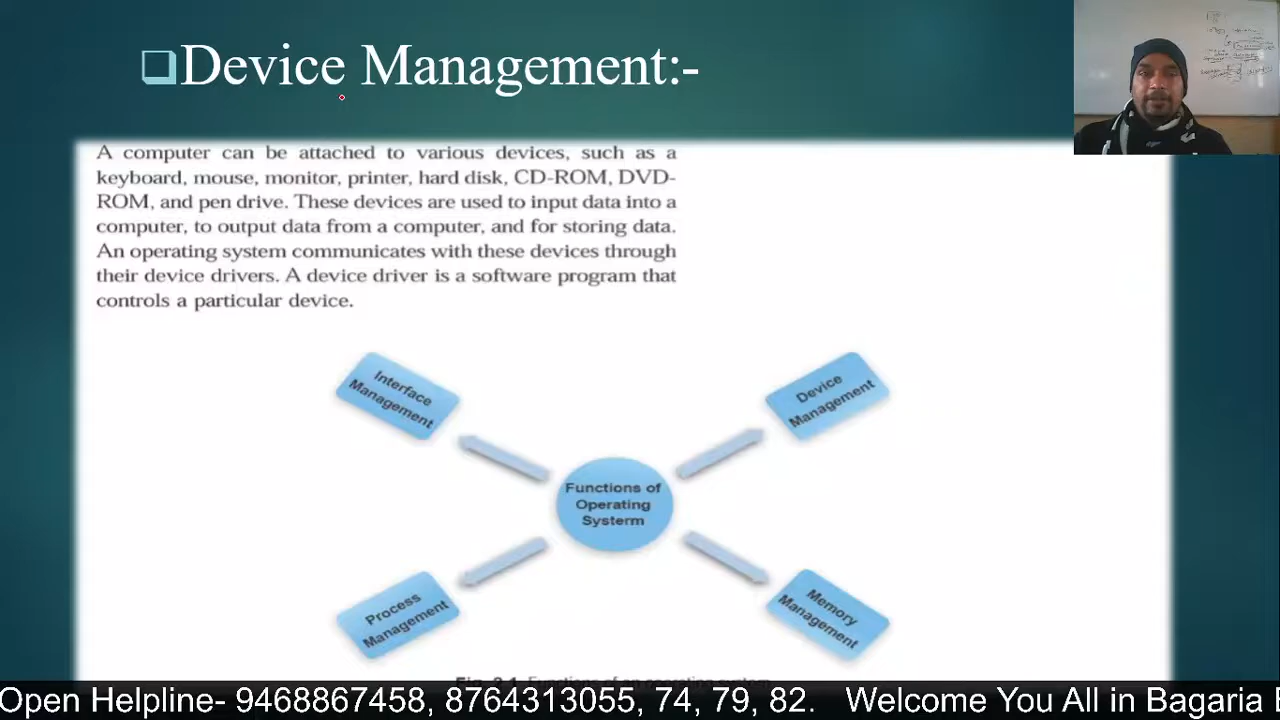 Device Management:-
A computer can be attached to various devices, such as a
keyboard, mouse, monitor, printer, hard disk, CD-ROM, DVD-
ROM, and pen drive. These devices are used to input data into a
computer, to output data from a computer, and for storing data.
An operating system communicates with these devices through
their device drivers. A device driver is a software program that
controls a particular device.
Interface
Management
Device
Management
Functions of
Operating
Systerm
Process
Management
Memory
Management
Open Helpline- 9468867458, 8764313055, 74, 79, 82. Welcome You All in Bagaria